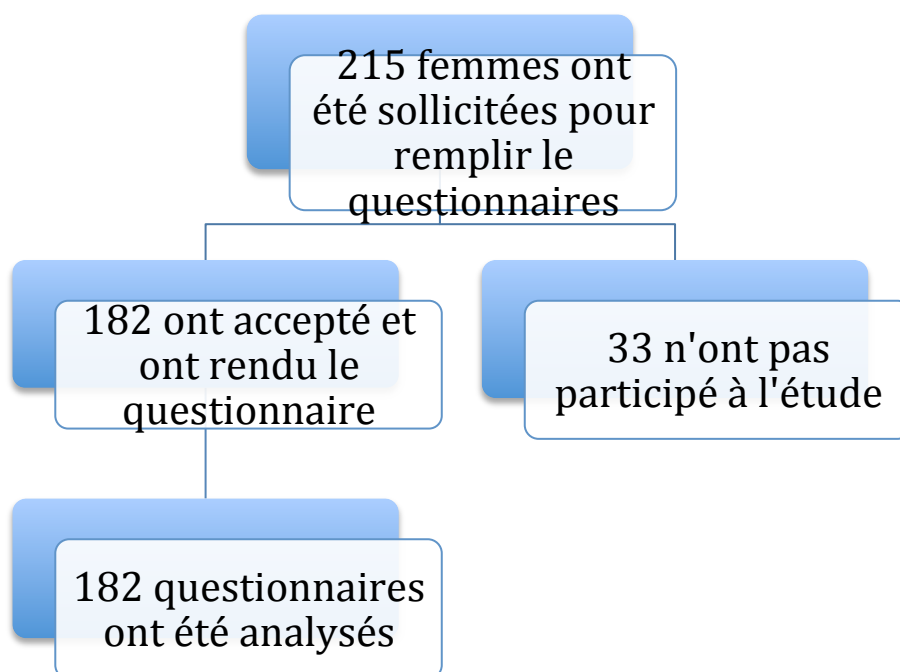 215 femmes ont
été sollicitées pour
remplir le
questionnaires
182 ont accepté et
ont rendu le
questionnaire
33 n'ont pas
participé à l'étude
182 questionnaires
ont été analysés